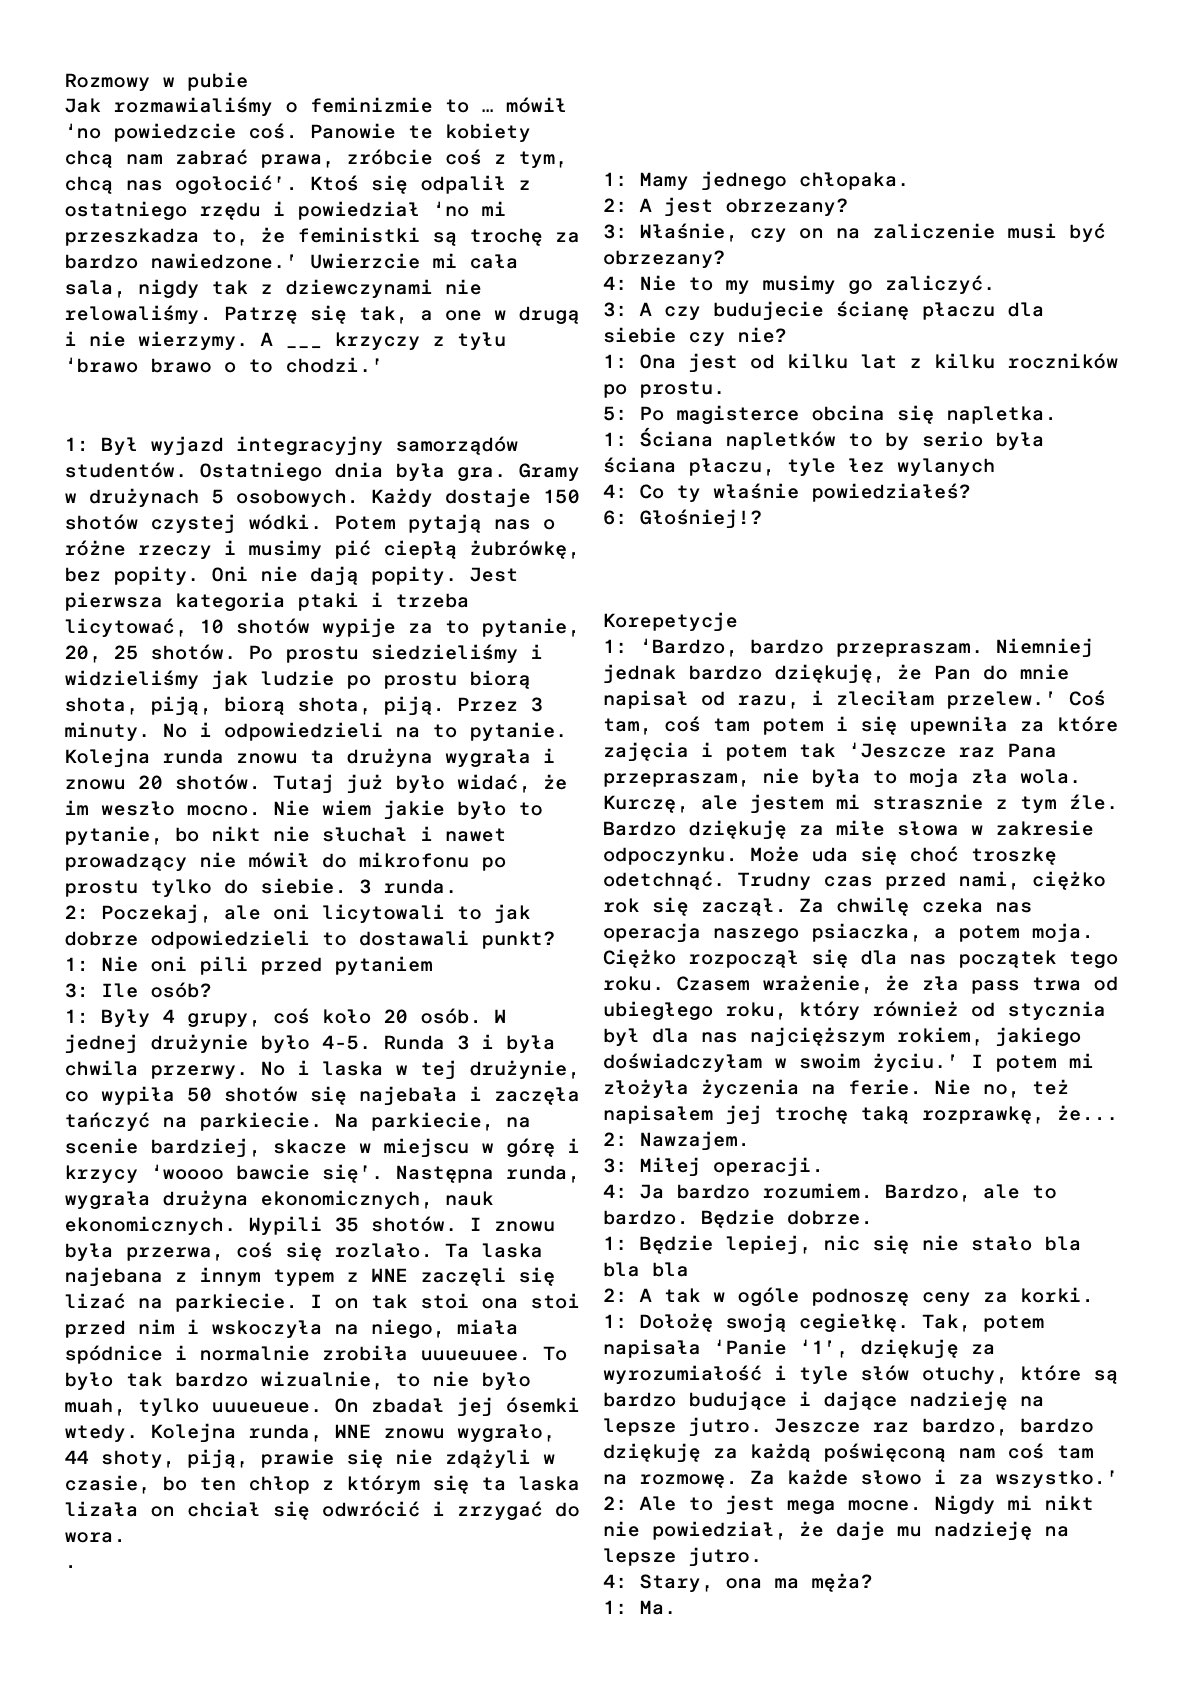 Rozmowy w pubie
Jak rozmawialiśmy o feminizmie to … mówił
‘no powiedzcie coś. Panowie te kobiety
chcą nam zabrać prawa, zróbcie coś z tym,
chcą nas ogołocić’. Ktoś się odpalił z
ostatniego rzędu i powiedział ‘no mi
przeszkadza to, że feministki są trochę za
bardzo nawiedzone.’ Uwierzcie mi cała
sala, nigdy tak z dziewczynami nie
relowaliśmy. Patrzę się tak, a one w drugą
i nie wierzymy. A ___ krzyczy z tyłu
‘brawo brawo o to chodzi.’
1: Był wyjazd integracyjny samorządów
studentów. Ostatniego dnia była gra. Gramy
w drużynach 5 osobowych. Każdy dostaje 150
shotów czystej wódki. Potem pytają nas o
różne rzeczy i musimy pić ciepłą żubrówkę,
bez popity. Oni nie dają popity. Jest
pierwsza kategoria ptaki i trzeba
licytować, 10 shotów wypije za to pytanie,
20, 25 shotów. Po prostu siedzieliśmy i
widzieliśmy jak ludzie po prostu biorą
shota, piją, biorą shota, piją. Przez 3
minuty. No i odpowiedzieli na to pytanie.
Kolejna runda znowu ta drużyna wygrała i
znowu 20 shotów. Tutaj już było widać, że
im weszło mocno. Nie wiem jakie było to
pytanie, bo nikt nie słuchał i nawet
prowadzący nie mówił do mikrofonu po
prostu tylko do siebie. 3 runda.
2: Poczekaj, ale oni licytowali to jak
dobrze odpowiedzieli to dostawali punkt?
1: Nie oni pili przed pytaniem
3: Ile osób?
1: Były 4 grupy, coś koło 20 osób. W
jednej drużynie było 4-5. Runda 3 i była
chwila przerwy. No i laska w tej drużynie,
co wypiła 50 shotów się najebała i zaczęła
tańczyć na parkiecie. Na parkiecie, na
scenie bardziej, skacze w miejscu w górę i
krzycy ‘woooo bawcie się’. Następna runda,
wygrała drużyna ekonomicznych, nauk
ekonomicznych. Wypili 35 shotów. I znowu
była przerwa, coś się rozlało. Ta laska
najebana z innym typem z WNE zaczęli się
lizać na parkiecie. I on tak stoi ona stoi
przed nim i wskoczyła na niego, miała
spódnice i normalnie zrobiła uuueuuee. To
było tak bardzo wizualnie, to nie było
muah, tylko uuueueue. On zbadał jej ósemki
wtedy. Kolejna runda, WNE znowu wygrało,
44 shoty, piją, prawie się nie zdążyli w
czasie, bo ten chłop z którym się ta laska
lizała on chciał się odwrócić i zrzygać do
wora.
.
1: Mamy jednego chłopaka.
2: A jest obrzezany?
3: Właśnie, czy on na zaliczenie musi być
obrzezany?
4: Nie to my musimy go zaliczyć.
3: A czy budujecie ścianę płaczu dla
siebie czy nie?
1: Ona jest od kilku lat z kilku roczników
po prostu.
5: Po magisterce obcina się napletka.
1: Ściana napletków to by serio była
ściana płaczu, tyle łez wylanych
4: Co ty właśnie powiedziałeś?
6: Głośniej!?
Korepetycje
1: ‘Bardzo, bardzo przepraszam. Niemniej
jednak bardzo dziękuję, że Pan do mnie
napisał od razu, i zleciłam przelew.’ Coś
tam, coś tam potem i się upewniła za które
zajęcia i potem tak ‘Jeszcze raz Pana
przepraszam, nie była to moja zła wola.
Kurczę, ale jestem mi strasznie z tym źle.
Bardzo dziękuję za miłe słowa w zakresie
odpoczynku. Może uda się choć troszkę
odetchnąć. Trudny czas przed nami, ciężko
rok się zaczął. Za chwilę czeka nas
operacja naszego psiaczka, a potem moja.
Ciężko rozpoczął się dla nas początek tego
roku. Czasem wrażenie, że zła pass trwa od
ubiegłego roku, który również od stycznia
był dla nas najcięższym rokiem, jakiego
doświadczyłam w swoim życiu.’ I potem mi
złożyła życzenia na ferie. Nie no, też
napisałem jej trochę taką rozprawkę, że...
2: Nawzajem.
3: Miłej operacji.
4: Ja bardzo rozumiem. Bardzo, ale to
bardzo. Będzie dobrze.
1: Będzie lepiej, nic się nie stało bla
bla bla
2: A tak w ogóle podnoszę ceny za korki.
1: Dołożę swoją cegiełkę. Tak, potem
napisała ‘Panie ‘1’, dziękuję za
wyrozumiałość i tyle słów otuchy, które są
bardzo budujące i dające nadzieję na
lepsze jutro. Jeszcze raz bardzo, bardzo
dziękuję za każdą poświęconą nam coś tam
na rozmowę. Za każde słowo i za wszystko.’
2: Ale to jest mega mocne. Nigdy mi nikt
nie powiedział, że daje mu nadzieję na
lepsze jutro.
4: Stary, ona ma męża?
1: Ma.